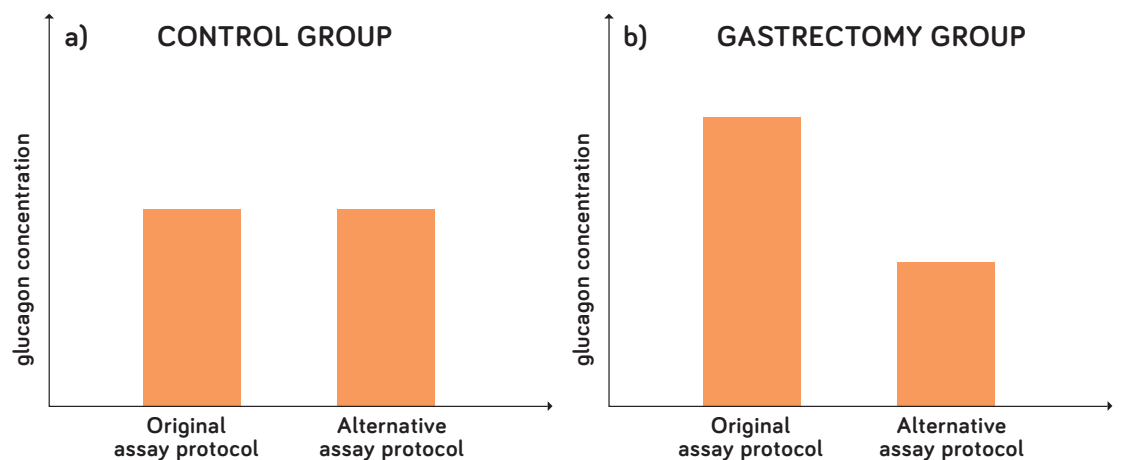 a) CONTROL GROUP
glucagon concentration
Original
assay protocol
Alternative
assay protocol
b) GASTRECTOMY GROUP
glucagon concentration
Original
assay protocol
Alternative
assay protocol